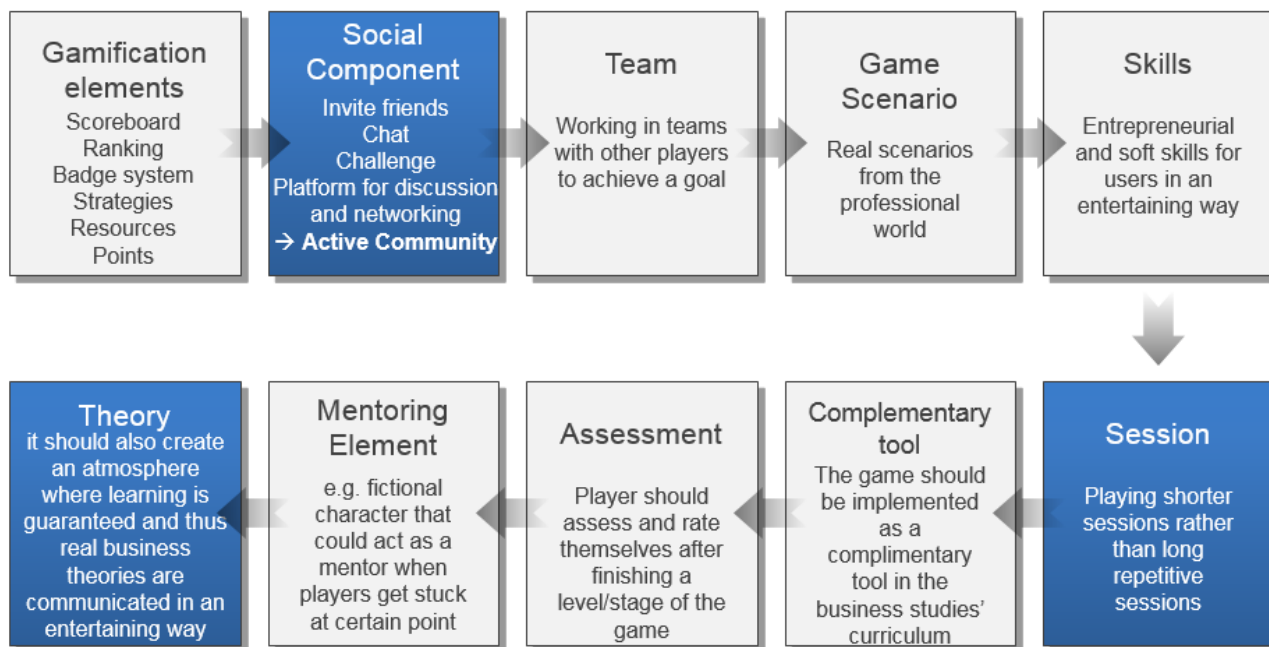 Gamification
elements
Scoreboard
Ranking
Badge system
Strategies
Resources
Points
Social
Component
Invite friends
Chat
Challenge
Platform for discussion
and networking
→ Active Community
Team
Working in teams
with other players
to achieve a goal
Game
Scenario
Real scenarios
from the
professional
world
Skills
Entrepreneurial
and soft skills for
users in an
entertaining way
Session
Playing shorter
sessions rather
than long
repetitive
sessions
Complementary
tool
The game should
be implemented
as a
complimentary
tool in the
business studies'
curriculum
Assessment
Player should
assess and rate
themselves after
finishing a
level/stage of the
game
Mentoring
Element
e.g. fictional
character that
could act as a
mentor when
players get stuck
at certain point
Theory
it should also create
an atmosphere
where learning is
guaranteed and thus
real business
theories are
communicated in an
entertaining way